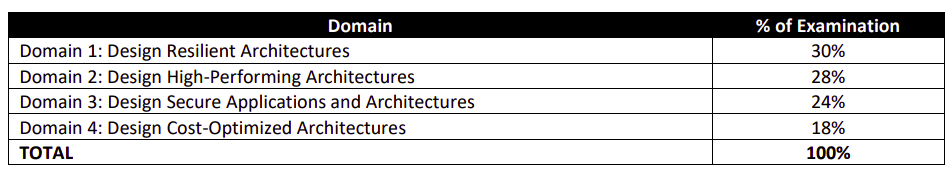 Domain % of Examination
Domain 1: Design Resilient Architectures 30%
Domain 2: Design High-Performing Architectures 28%
Domain 3: Design Secure Applications and Architectures 24%
Domain 4: Design Cost-Optimized Architectures 18%
TOTAL 100%